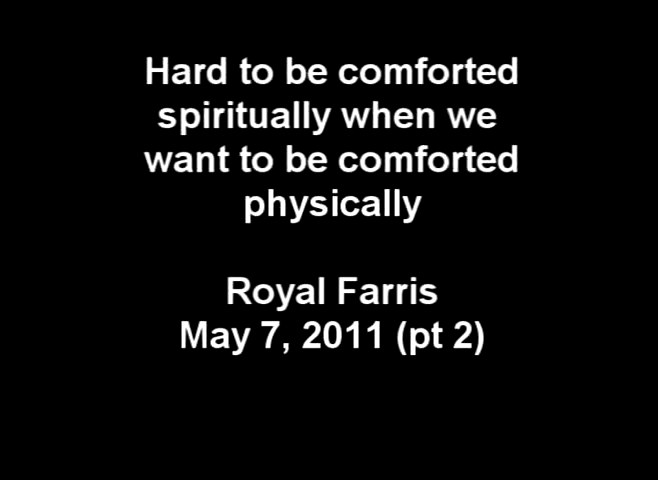 Hard to be comforted
spiritually when we
want to be comforted
physically
Royal Farris
May 7, 2011 (pt 2)